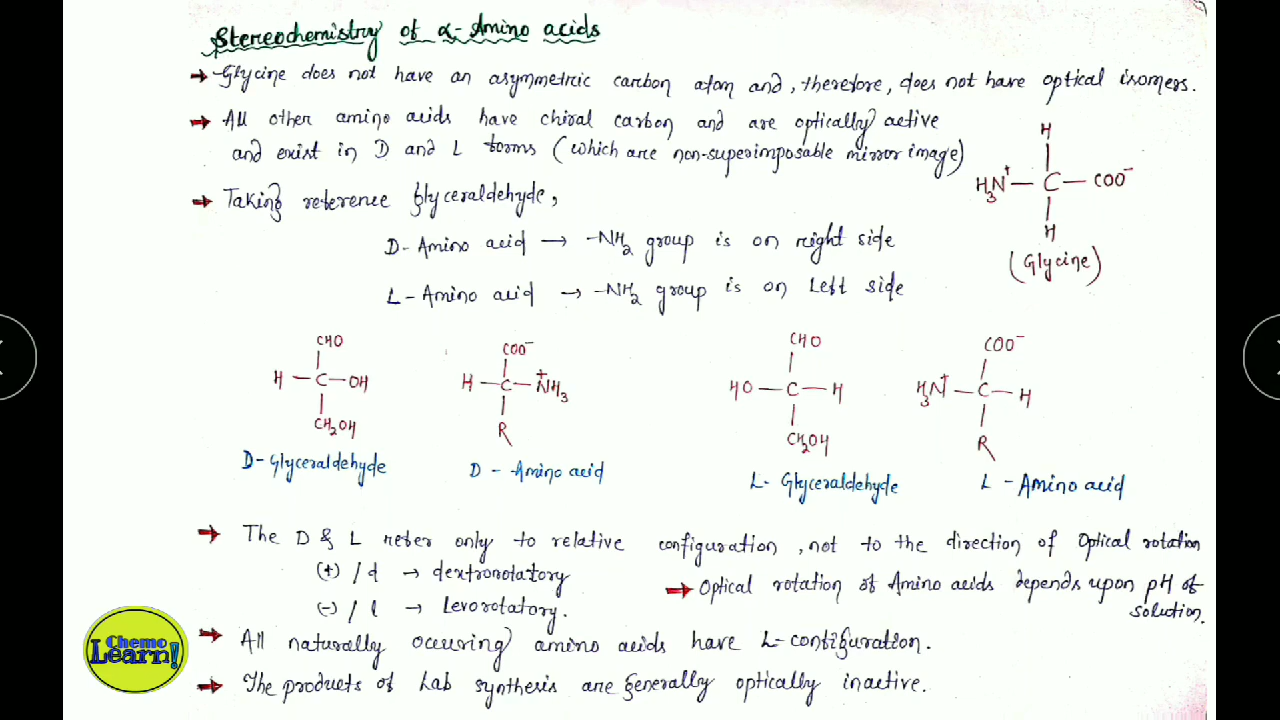 Stereochemistry of α-Amino acids
→ Glycine does not have an asymmetric carbon atom and, therefore, does not have optical isomers.
→ All other amino acids have chiral carbon and are optically active
and exist in D and L forms (which are non-superimposable mirror image)
→ Taking reference Glyceraldehyde,
D-Amino acid → -NH₂ group is on right side
L-Amino acid → -NH₂ group is on Left side
H
H₃N⁺—C—COO⁻
H
(Glycine)
CHO
H—C—OH
CH₂OH
D-Glyceraldehyde
COO⁻
H—C—⁺NH₃
R
D-Amino acid
CHO
HO—C—H
CH₂OH
L-Glyceraldehyde
COO⁻
H₃N⁺—C—H
R
L-Amino acid
→ The D & L refer only to relative configuration, not to the direction of Optical rotation
(+) / d → dextrorotatory
(-) / l → Levorotatory.
→ Optical rotation of Amino acids depends upon pH of
solution.
→ All naturally occuring amino acids have L-configuration.
→ The products of Lab synthesis are generally optically inactive.
Chemo
Learn!